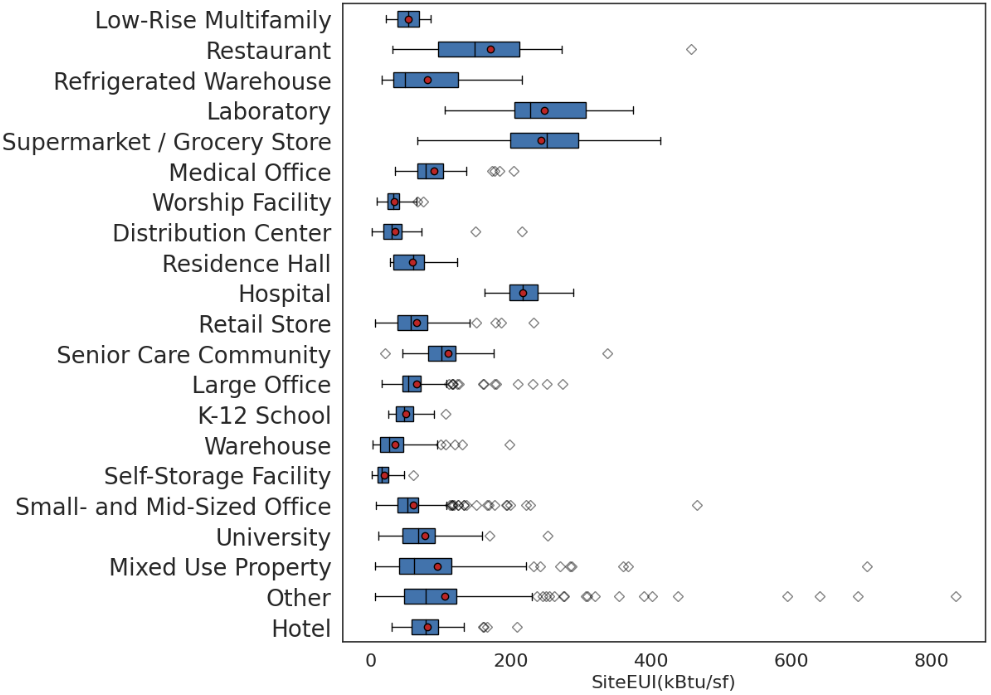 Low-Rise Multifamily
Restaurant
Refrigerated Warehouse
Laboratory
Supermarket / Grocery Store
Medical Office
Worship Facility
Distribution Center
Residence Hall
Hospital
Retail Store
Senior Care Community
Large Office
K-12 School
Warehouse
Self-Storage Facility
Small- and Mid-Sized Office
University
Mixed Use Property
Other
Hotel
0 200 400 600 800
SiteEUI(kBtu/sf)